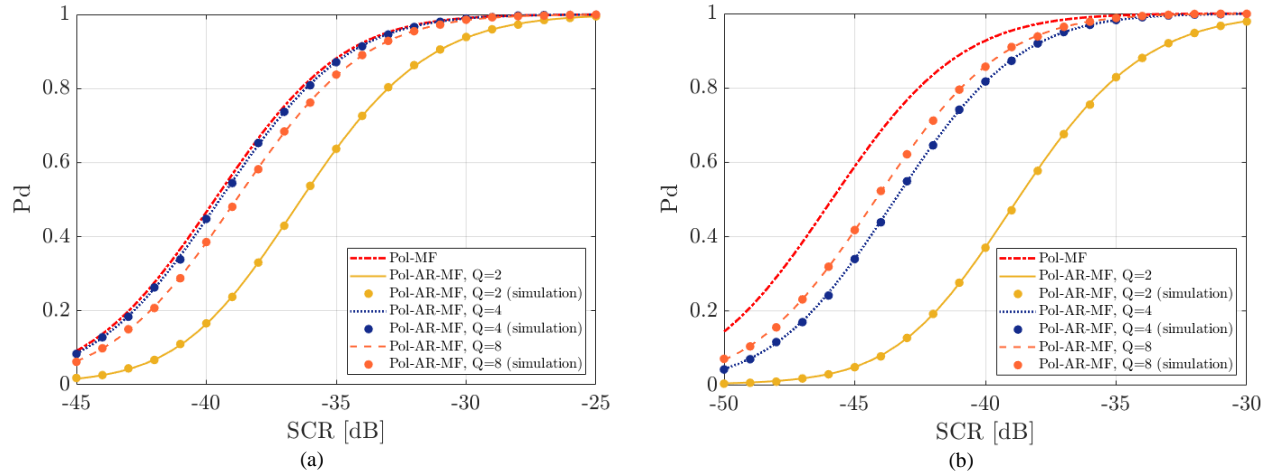 1
0.8
0.6
0.4
0.2
0
Pd
-45
-40
-35
-30
-25
SCR [dB]
Pol-MF
Pol-AR-MF, Q=2
Pol-AR-MF, Q=2 (simulation)
Pol-AR-MF, Q=4
Pol-AR-MF, Q=4 (simulation)
Pol-AR-MF, Q=8
Pol-AR-MF, Q=8 (simulation)
(a)
1
0.8
0.6
0.4
0.2
0
Pd
-50
-45
-40
-35
-30
SCR [dB]
Pol-MF
Pol-AR-MF, Q=2
Pol-AR-MF, Q=2 (simulation)
Pol-AR-MF, Q=4
Pol-AR-MF, Q=4 (simulation)
Pol-AR-MF, Q=8
Pol-AR-MF, Q=8 (simulation)
(b)